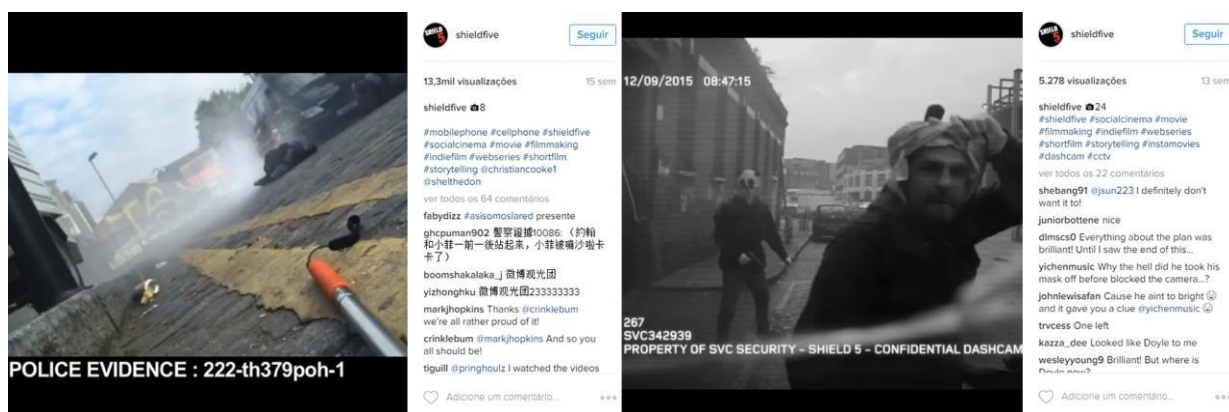 SHIELD
5
shieldfive
Seguir
13,3mil visualizações
15 sem
shieldfive 📷8
#mobilephone #cellphone #shieldfive
#socialcinema #movie #filmmaking
#indiefilm #webseries #shortfilm
#storytelling @christiancooke1
@shelthedon
ver todos os 64 comentários
fabydizz #asisomoslared presente
ghcpuman902 警察證據10086: （約翰
和小菲一前一後站起來，小菲被嚇沙啦卡
卡了）
boomshakalaka_j 微博观光团
yizhonghku 微博观光团233333333
markjhopkins Thanks @crinklebum
we're all rather proud of it!
crinklebum @markjhopkins And so you
all should be!
tiguill @pringhoulz I watched the videos
Adicione um comentário...
POLICE EVIDENCE : 222-th379poh-1
12/09/2015 08:47:15
267
SVC342939
PROPERTY OF SVC SECURITY - SHIELD 5 - CONFIDENTIAL DASHCAM
SHIELD
5
shieldfive
Seguir
5.278 visualizações
13 sem
shieldfive 📷24
#shieldfive #socialcinema #movie
#filmmaking #indiefilm #webseries
#shortfilm #storytelling #instamovies
#dashcam #cctv
ver todos os 22 comentários
shebang91 @jsun223 I definitely don't
want it to!
juniorbottene nice
dlmscs0 Everything about the plan was
brilliant! Until I saw the end of this...
yichenmusic Why the hell did he took his
mask off before blocked the camera...?
johnlewisafan Cause he aint to bright
and it gave you a clue @yichenmusic
trvcess One left
kazza_dee Looked like Doyle to me
wesleyyoung9 Brilliant! But where is
Doyle now?
Adicione um comentário...